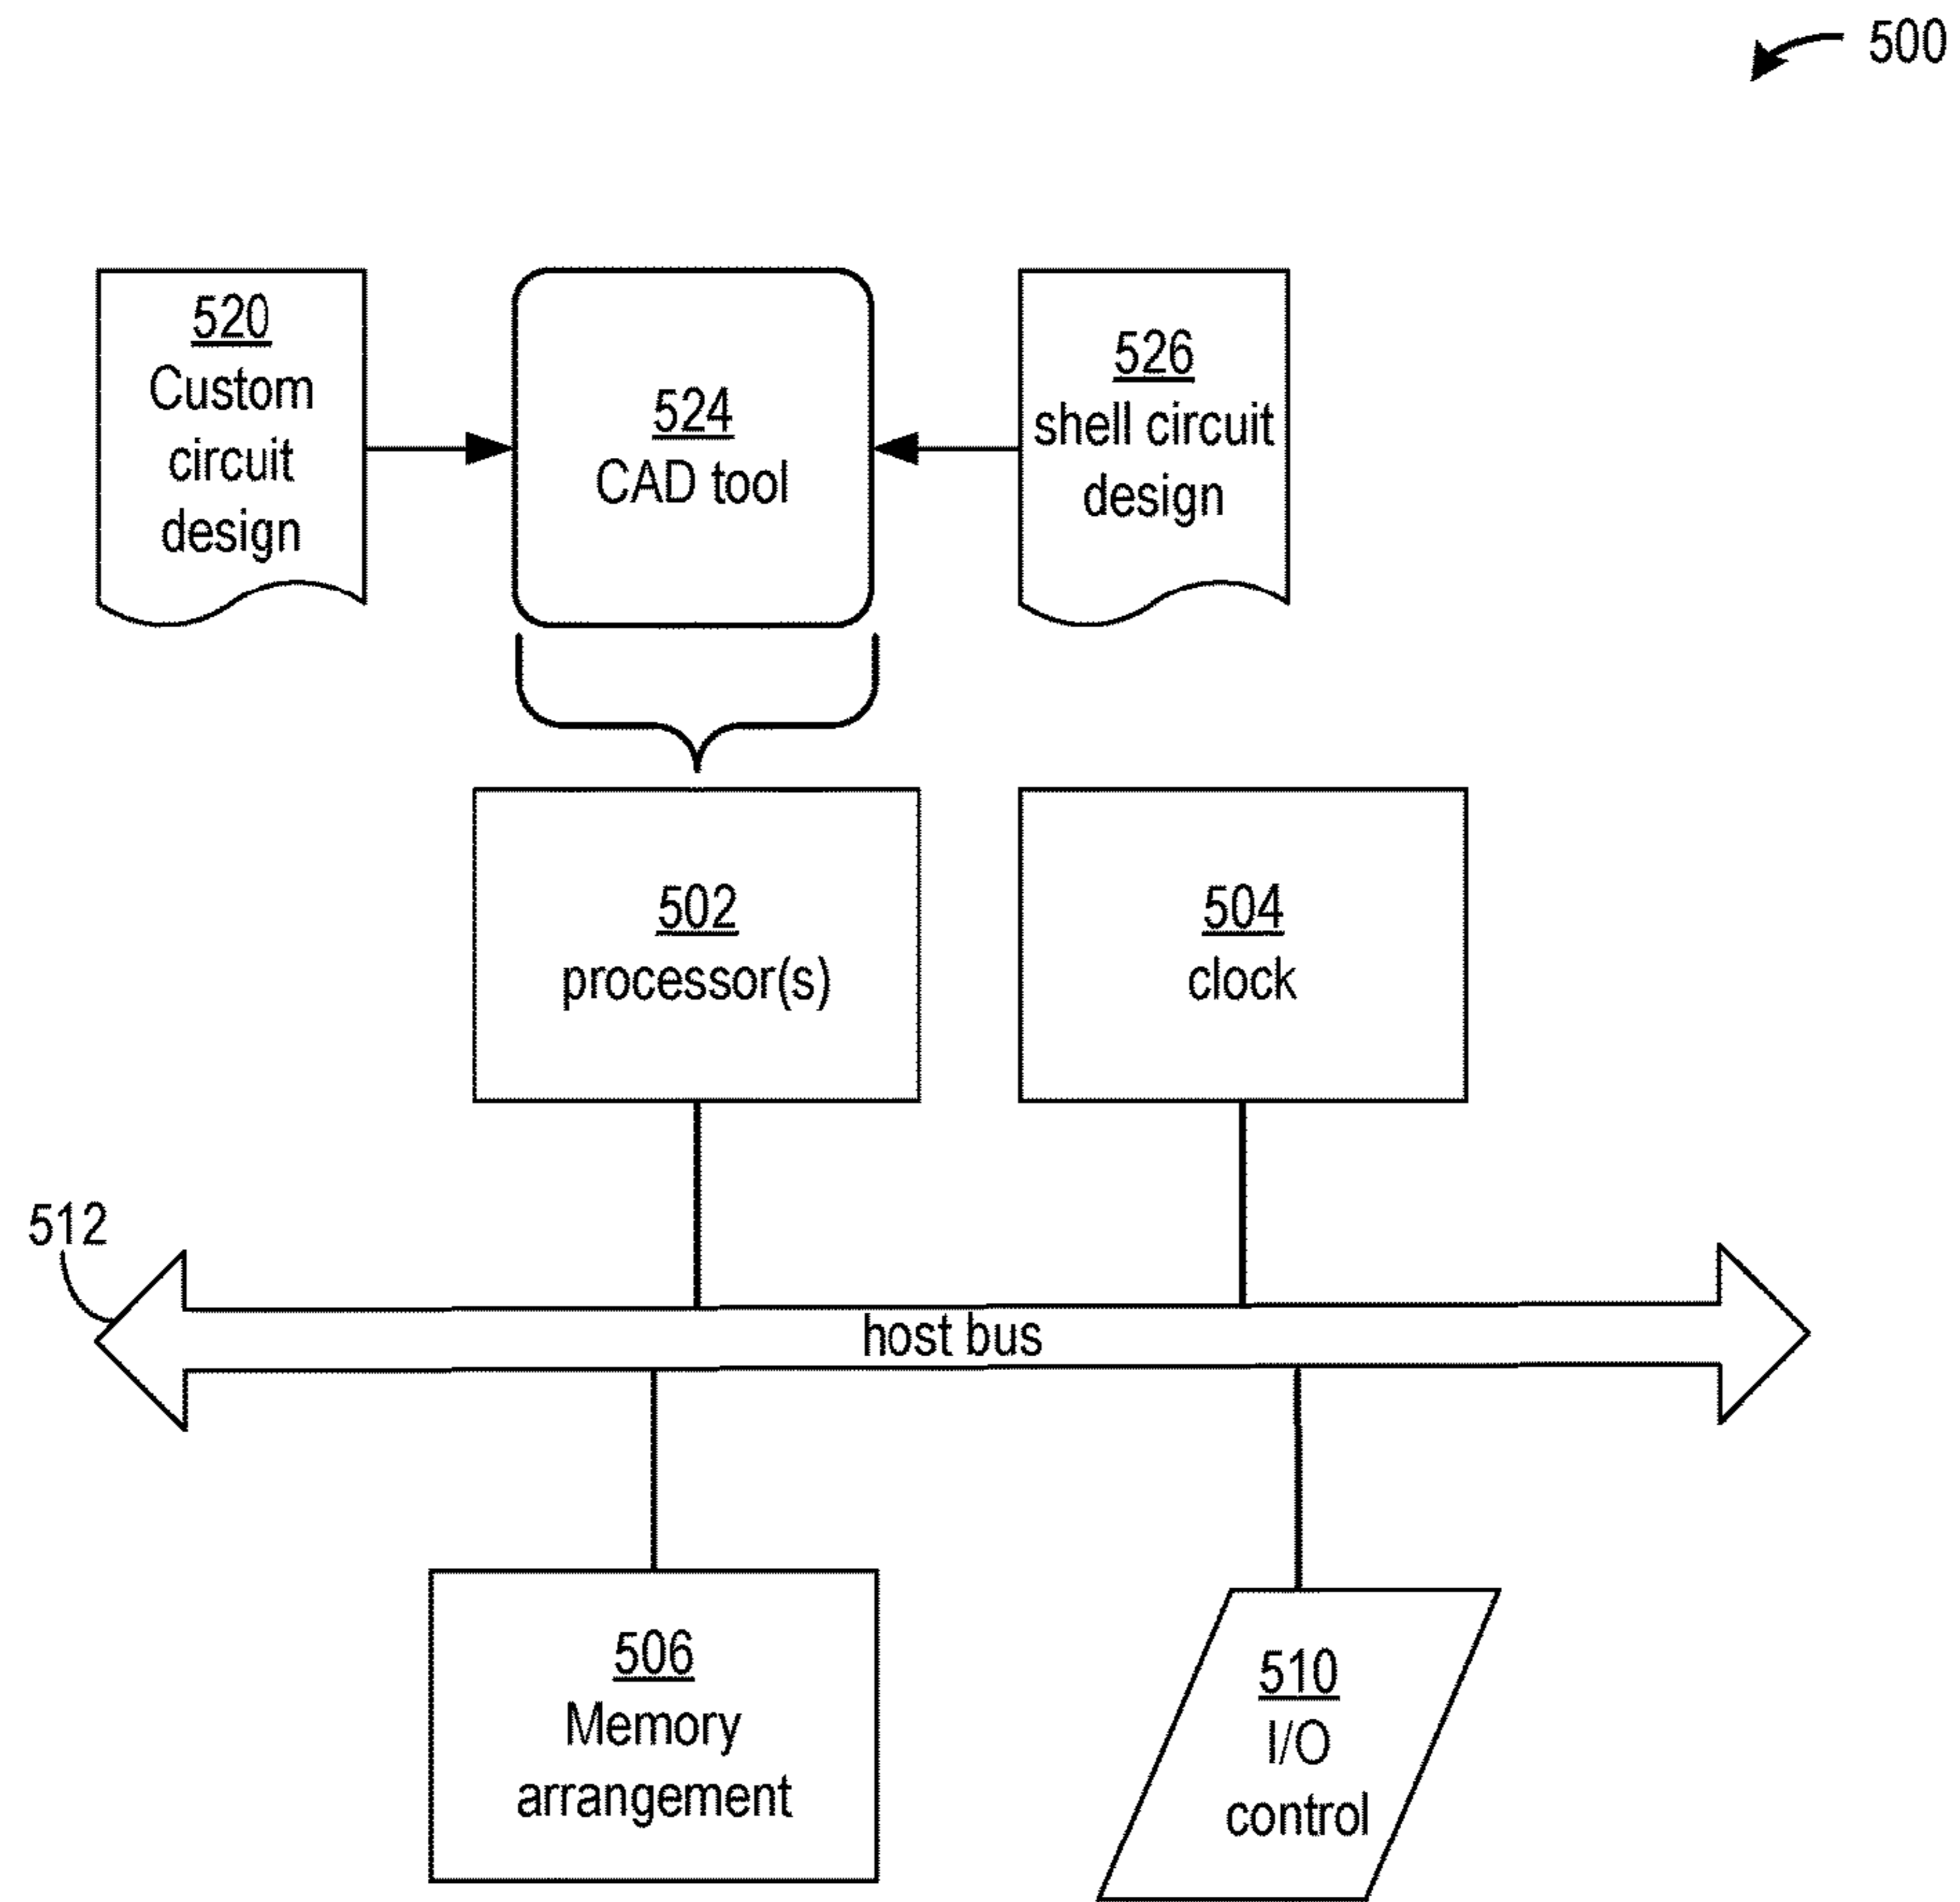 500
520
Custom
circuit
design
524
CAD tool
526
shell circuit
design
502
processor(s)
504
clock
512
host bus
506
Memory
arrangement
510
I/O
control